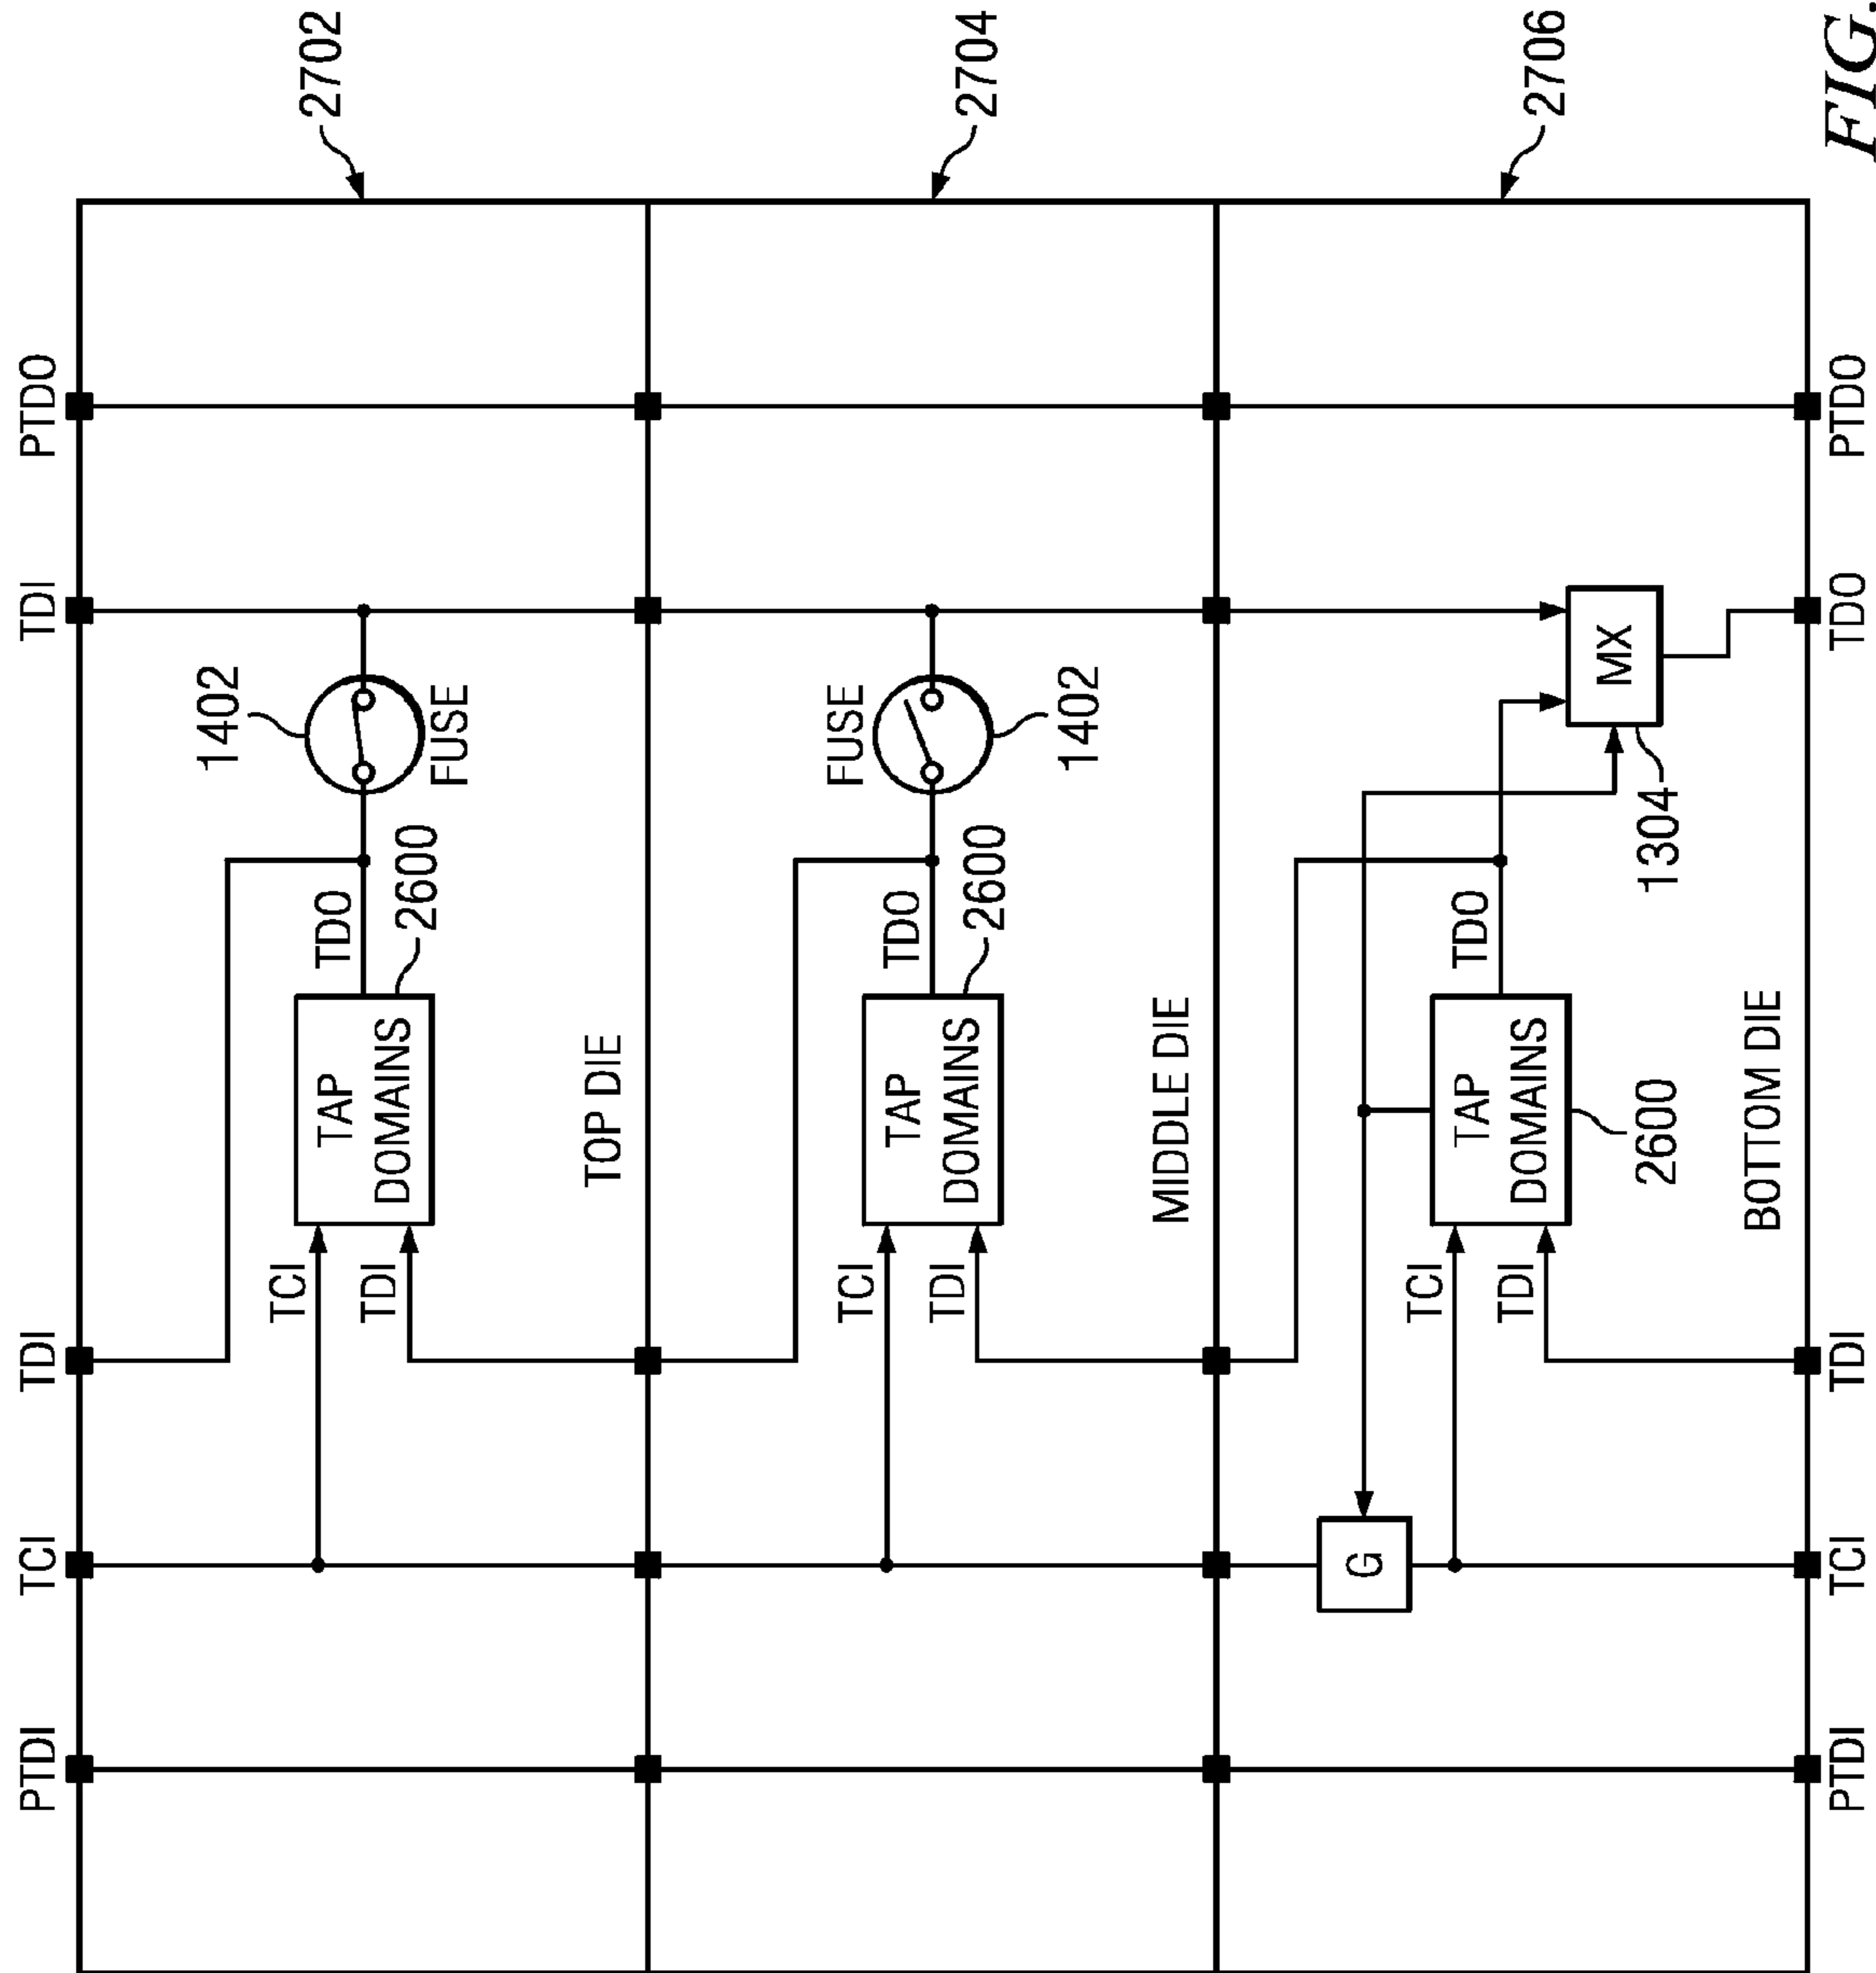 PTDI TCI TDI TDI PTDO
TCI
TDI
TAP
DOMAINS
TDO
2600
1402
FUSE
TOP DIE
2702
TCI
TDI
TAP
DOMAINS
TDO
2600
FUSE
1402
MIDDLE DIE
2704
G
TCI
TDI
TAP
DOMAINS
2600
TDO
MX
1304
BOTTOM DIE
2706
PTDI TCI TDI TDO PTDO
FIG.